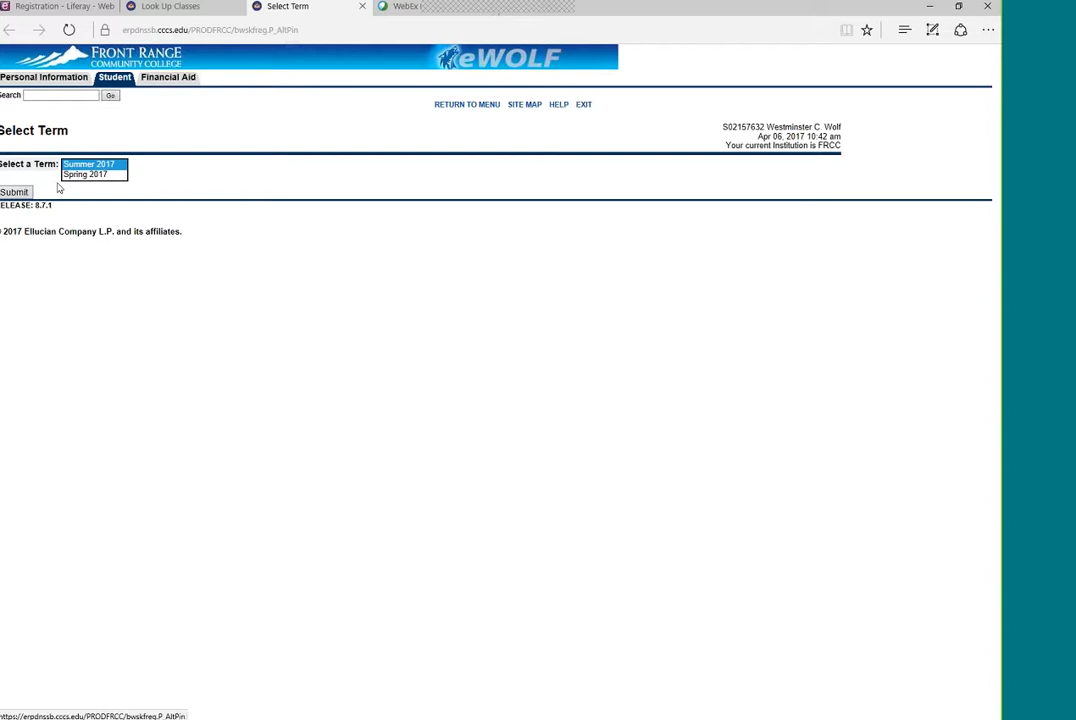 Registration - Liferay - Web
Look Up Classes
Select Term
WebEx
erpdnssb.cccs.edu/PRODFRCC/bwskfreg.P_AltPin
FRONT RANGE
COMMUNITY COLLEGE
eWOLF
Personal Information
Student
Financial Aid
Search
Go
RETURN TO MENU
SITE MAP
HELP
EXIT
Select Term
S02157632 Westminster C. Wolf
Apr 06, 2017 10:42 am
Your current Institution is FRCC
Select a Term:
Summer 2017
Spring 2017
Submit
ELEASE: 8.7.1
2017 Ellucian Company L.P. and its affiliates.
https://erpdnssb.cccs.edu/PRODFRCC/bwskfreg.P_AltPin